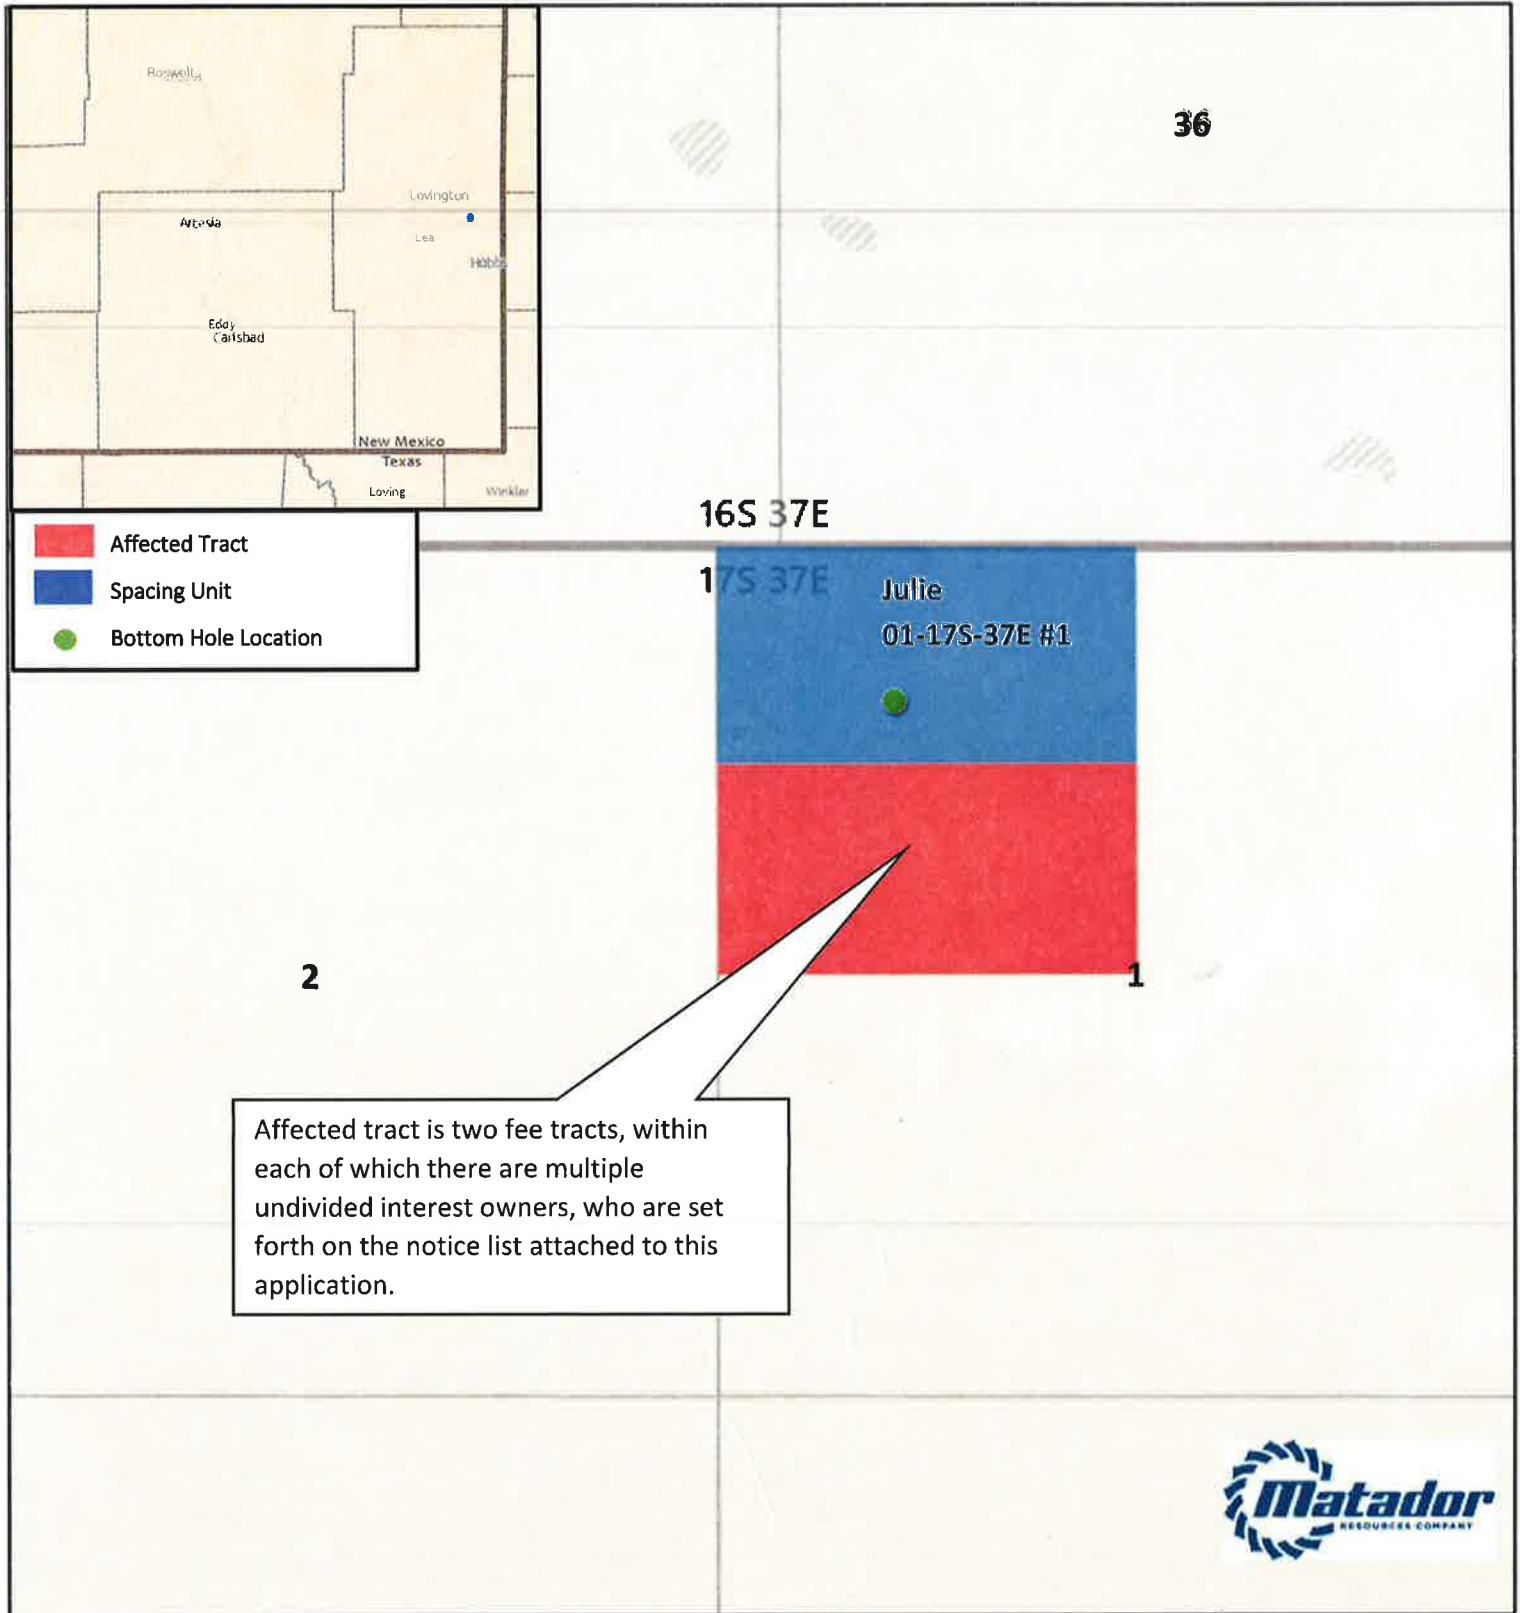 Roswell
Lovington
Artesia
Lea
Hobbs
Eddy
Carlsbad
New Mexico
Texas
Loving
Winkler
36
Affected Tract
Spacing Unit
Bottom Hole Location
16S 37E
17S 37E
Julie
01-17S-37E #1
2
1
Affected tract is two fee tracts, within
each of which there are multiple
undivided interest owners, who are set
forth on the notice list attached to this
application.
Matador
RESOURCES COMPANY